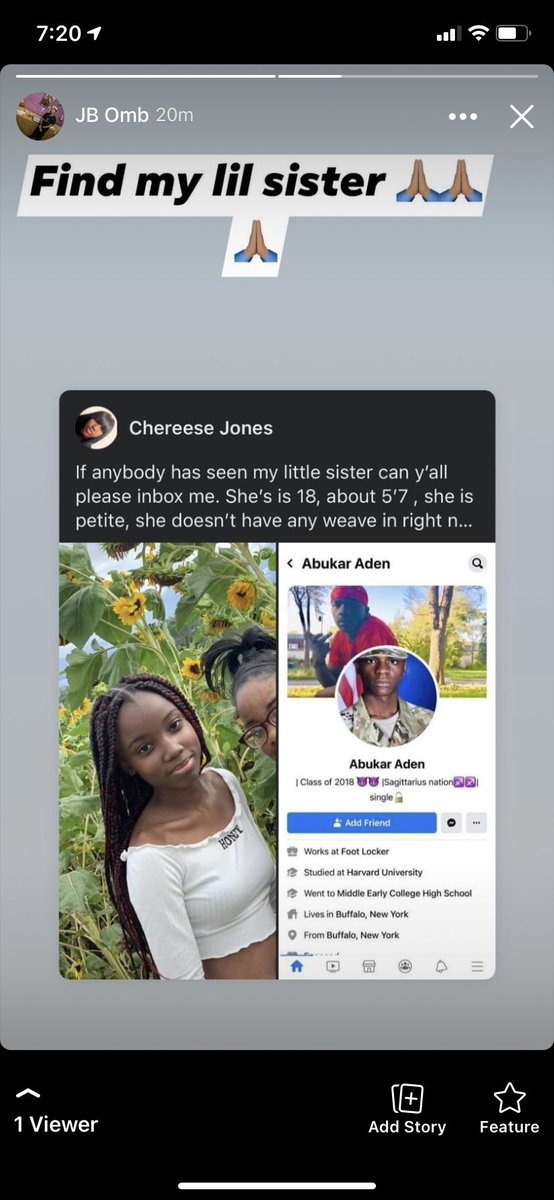 7:20
JB Omb 20m
Find my lil sister 🙏🏽🙏🏽
🙏🏽
Chereese Jones
If anybody has seen my little sister can y'all
please inbox me. She's is 18, about 5'7 , she is
petite, she doesn't have any weave in right n...
HONEY
Abukar Aden
Abukar Aden
| Class of 2018 😈😈 |Sagittarius nation♐♐|
single🔓
Add Friend
Works at Foot Locker
Studied at Harvard University
Went to Middle Early College High School
Lives in Buffalo, New York
From Buffalo, New York
1 Viewer
Add Story
Feature